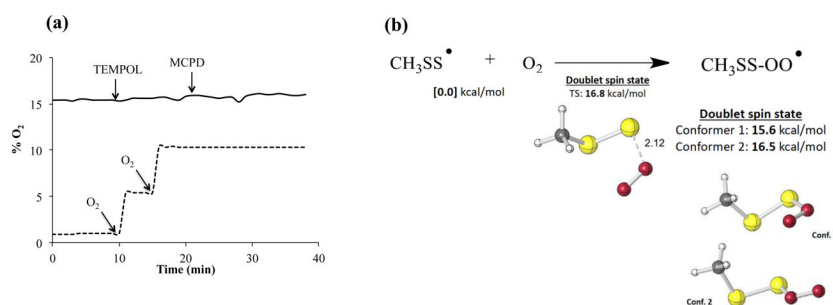 (a)
20
15
10
5
0
% O2
TEMPOL
MCPD
O2
O2
0 10 20 30 40
Time (min)
(b)
CH3SS• + O2 CH3SS-OO•
[0.0] kcal/mol
Doublet spin state
TS: 16.8 kcal/mol
2.12
Doublet spin state
Conformer 1: 15.6 kcal/mol
Conformer 2: 16.5 kcal/mol
Conf.
Conf. 2